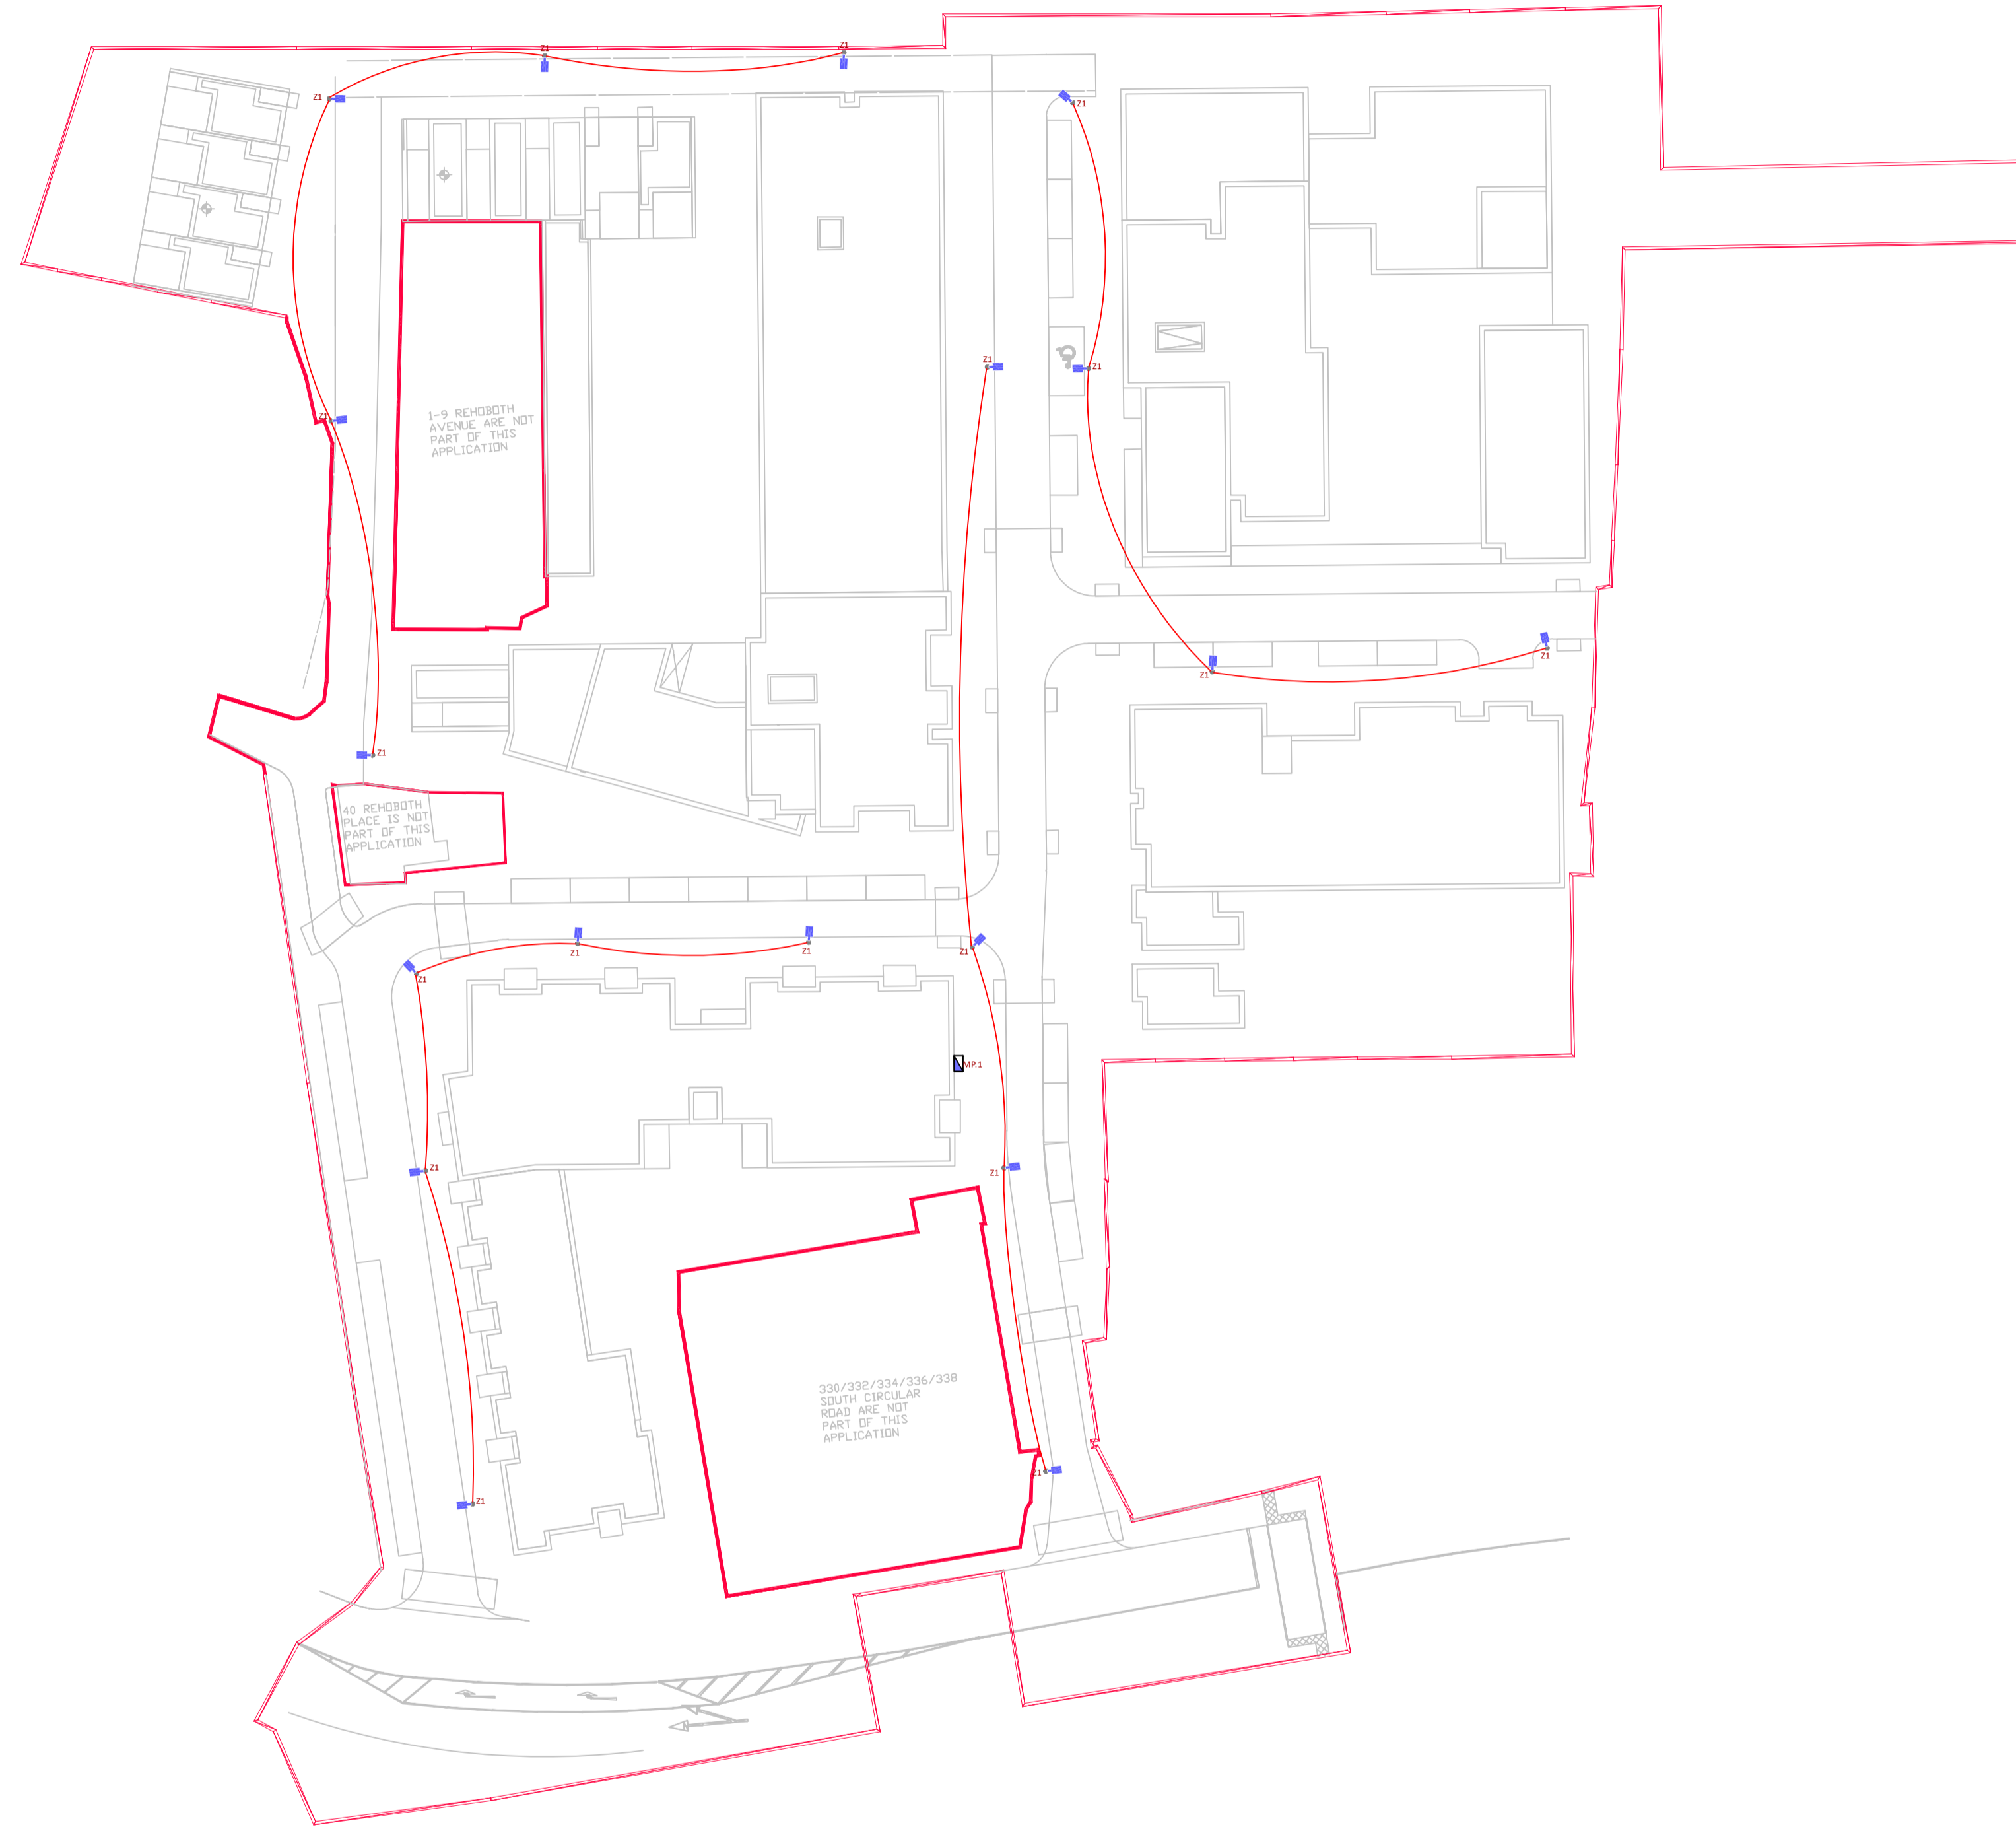 Z1
Z1
Z1
Z1
Z1
Z1
1-9 REHOBOTH
AVENUE ARE NOT
PART OF THIS
APPLICATION
Z1
Z1
Z1
Z1
40 REHOBOTH
PLACE IS NOT
PART OF THIS
APPLICATION
Z1
Z1
Z1
Z1
MP.1
Z1
Z1
330/332/334/336/338
SOUTH CIRCULAR
ROAD ARE NOT
PART OF THIS
APPLICATION
Z1
Z1